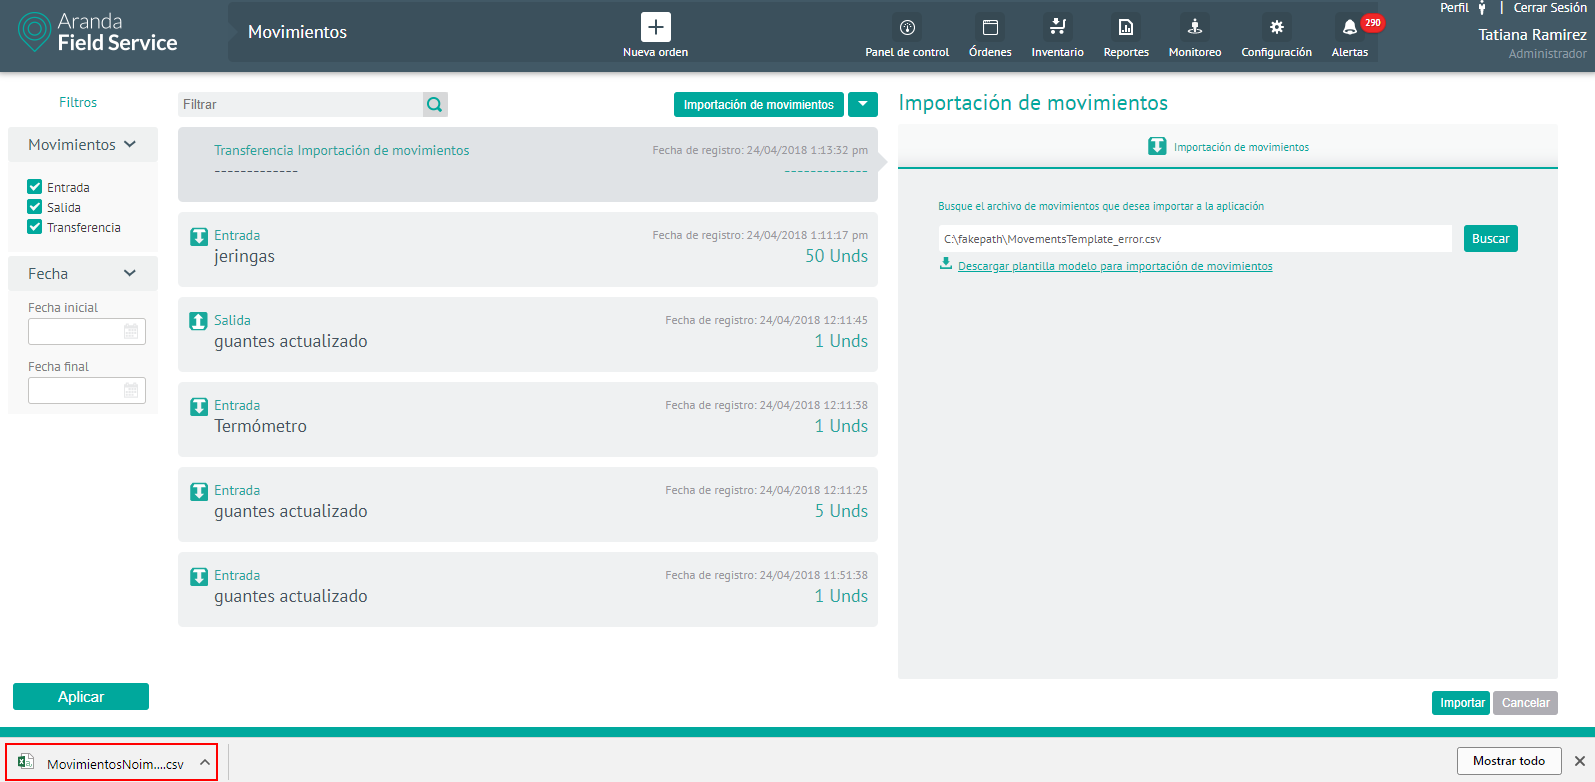 Aranda
Field Service
Movimientos
Nueva orden
Panel de control
Órdenes
Inventario
Reportes
Monitoreo
Configuración
Alertas
290
Perfil | Cerrar Sesión
Tatiana Ramirez
Administrador
Filtros
Movimientos
Entrada
Salida
Transferencia
Fecha
Fecha inicial
Fecha final
Aplicar
Filtrar
Importación de movimientos
Transferencia Importación de movimientos
Fecha de registro: 24/04/2018 1:13:32 pm
-------------
-------------
Entrada
Fecha de registro: 24/04/2018 1:11:17 pm
jeringas
50 Unds
Salida
Fecha de registro: 24/04/2018 12:11:45
guantes actualizado
1 Unds
Entrada
Fecha de registro: 24/04/2018 12:11:38
Termómetro
1 Unds
Entrada
Fecha de registro: 24/04/2018 12:11:25
guantes actualizado
5 Unds
Entrada
Fecha de registro: 24/04/2018 11:51:38
guantes actualizado
1 Unds
Importación de movimientos
Importación de movimientos
Busque el archivo de movimientos que desea importar a la aplicación
C:\fakepath\MovementsTemplate_error.csv
Buscar
Descargar plantilla modelo para importación de movimientos
Importar
Cancelar
MovimientosNoim....csv
Mostrar todo